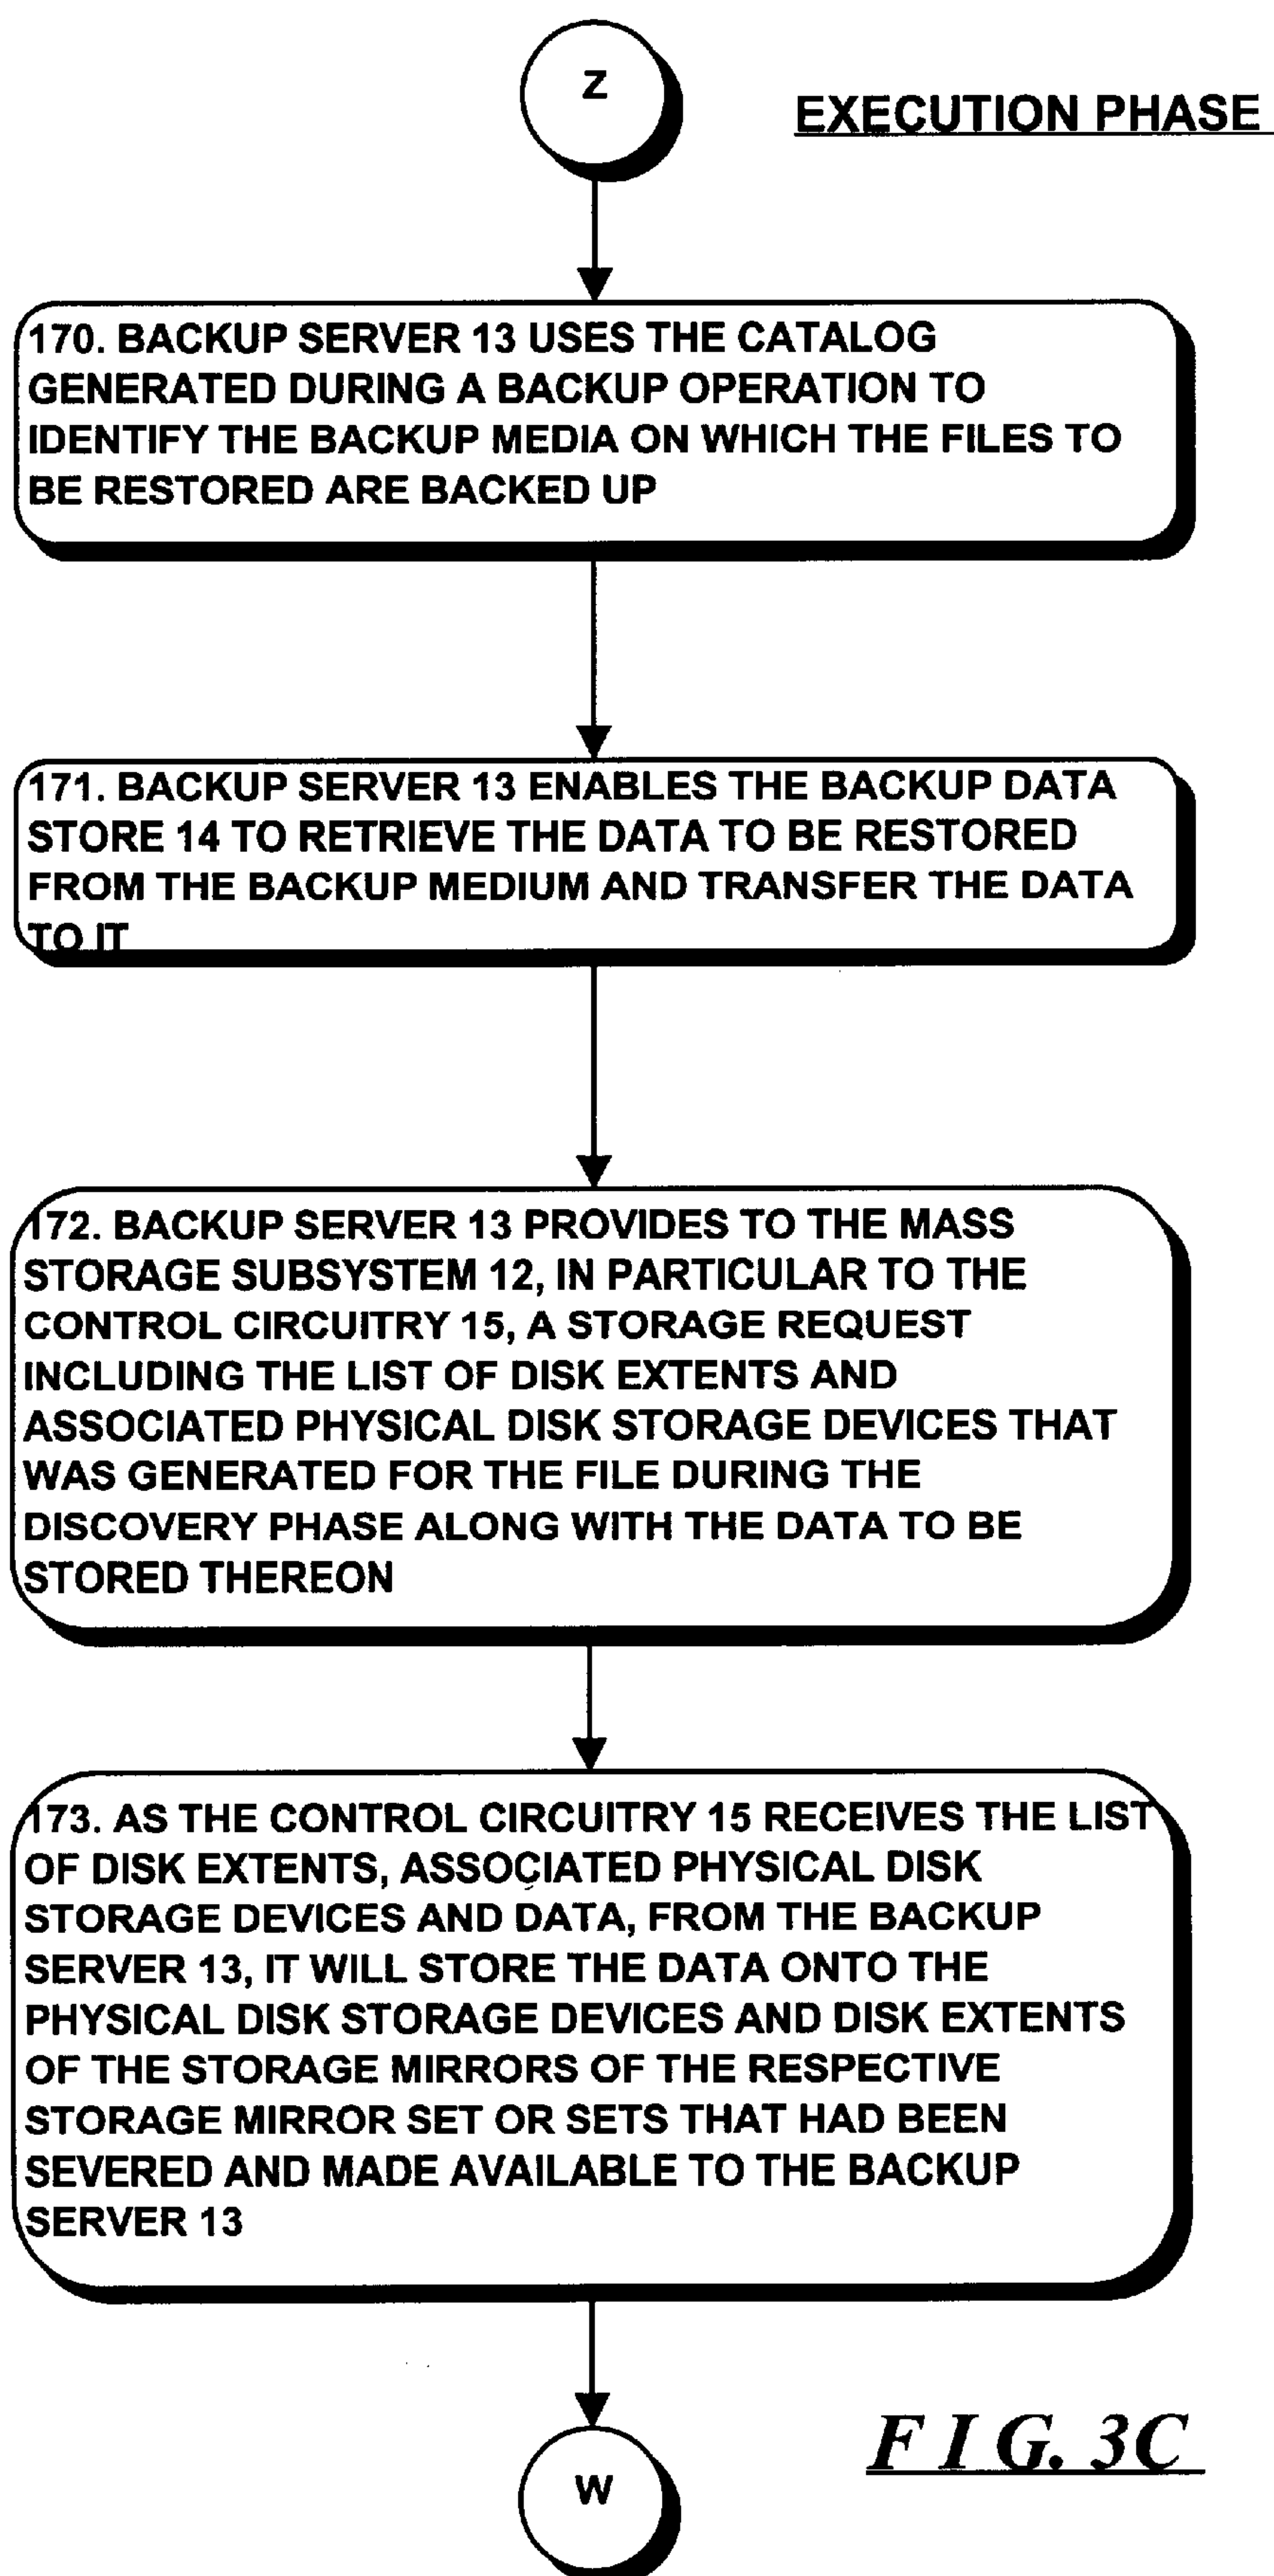 Z
EXECUTION PHASE
170. BACKUP SERVER 13 USES THE CATALOG
GENERATED DURING A BACKUP OPERATION TO
IDENTIFY THE BACKUP MEDIA ON WHICH THE FILES TO
BE RESTORED ARE BACKED UP
171. BACKUP SERVER 13 ENABLES THE BACKUP DATA
STORE 14 TO RETRIEVE THE DATA TO BE RESTORED
FROM THE BACKUP MEDIUM AND TRANSFER THE DATA
TO IT
172. BACKUP SERVER 13 PROVIDES TO THE MASS
STORAGE SUBSYSTEM 12, IN PARTICULAR TO THE
CONTROL CIRCUITRY 15, A STORAGE REQUEST
INCLUDING THE LIST OF DISK EXTENTS AND
ASSOCIATED PHYSICAL DISK STORAGE DEVICES THAT
WAS GENERATED FOR THE FILE DURING THE
DISCOVERY PHASE ALONG WITH THE DATA TO BE
STORED THEREON
173. AS THE CONTROL CIRCUITRY 15 RECEIVES THE LIST
OF DISK EXTENTS, ASSOCIATED PHYSICAL DISK
STORAGE DEVICES AND DATA, FROM THE BACKUP
SERVER 13, IT WILL STORE THE DATA ONTO THE
PHYSICAL DISK STORAGE DEVICES AND DISK EXTENTS
OF THE STORAGE MIRRORS OF THE RESPECTIVE
STORAGE MIRROR SET OR SETS THAT HAD BEEN
SEVERED AND MADE AVAILABLE TO THE BACKUP
SERVER 13
FIG. 3C
W